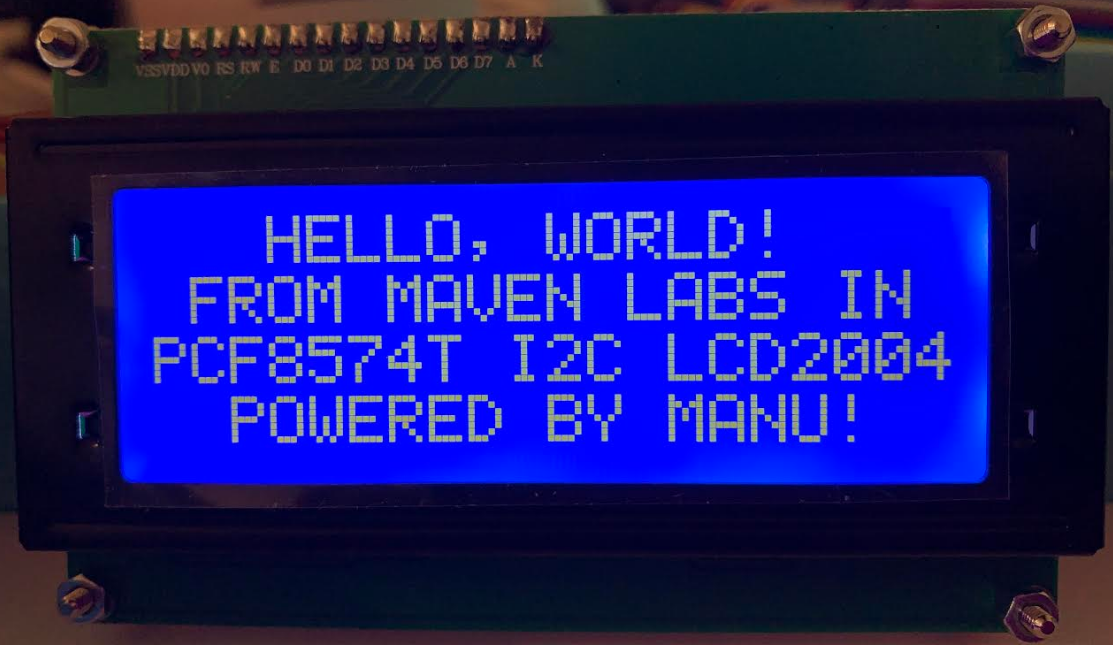 VSS VDD V0 RS RW E D0 D1 D2 D3 D4 D5 D6 D7 A K
HELLO, WORLD!
FROM MAVEN LABS IN
PCF8574T I2C LCD2004
POWERED BY MANU!